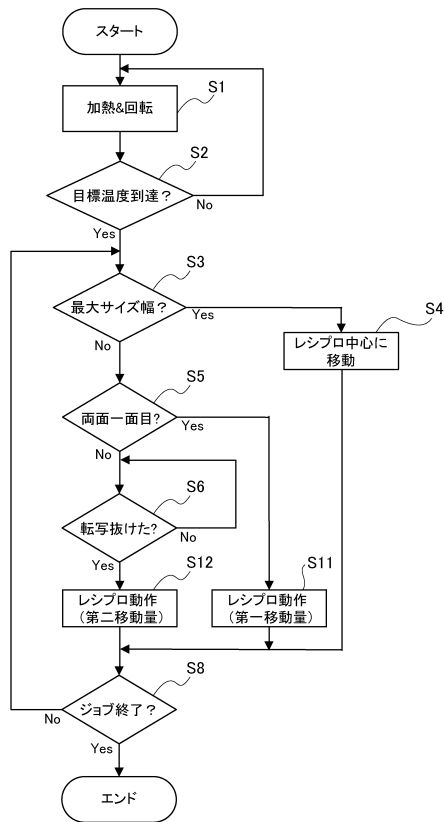 スタート
S1
加熱&回転
S2
目標温度到達？
No
Yes
S3
最大サイズ幅？
Yes
No
S4
レシプロ中心に
移動
S5
両面一面目?
Yes
No
S6
転写抜けた?
No
Yes
S12
レシプロ動作
(第二移動量)
S11
レシプロ動作
(第一移動量)
S8
ジョブ終了？
No
Yes
エンド